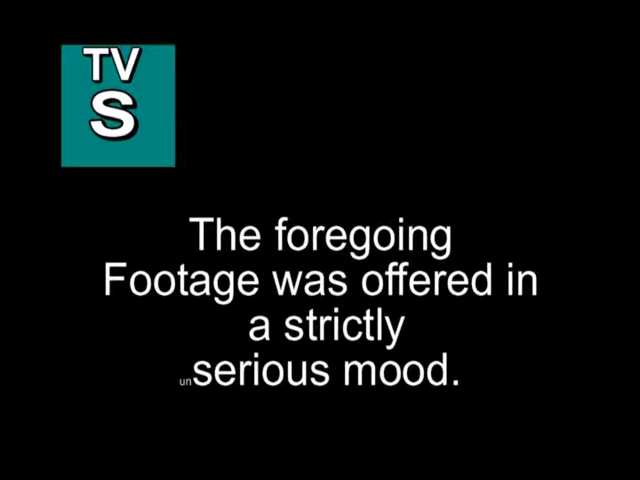 TV
S
The foregoing
Footage was offered in
a strictly
unserious mood.